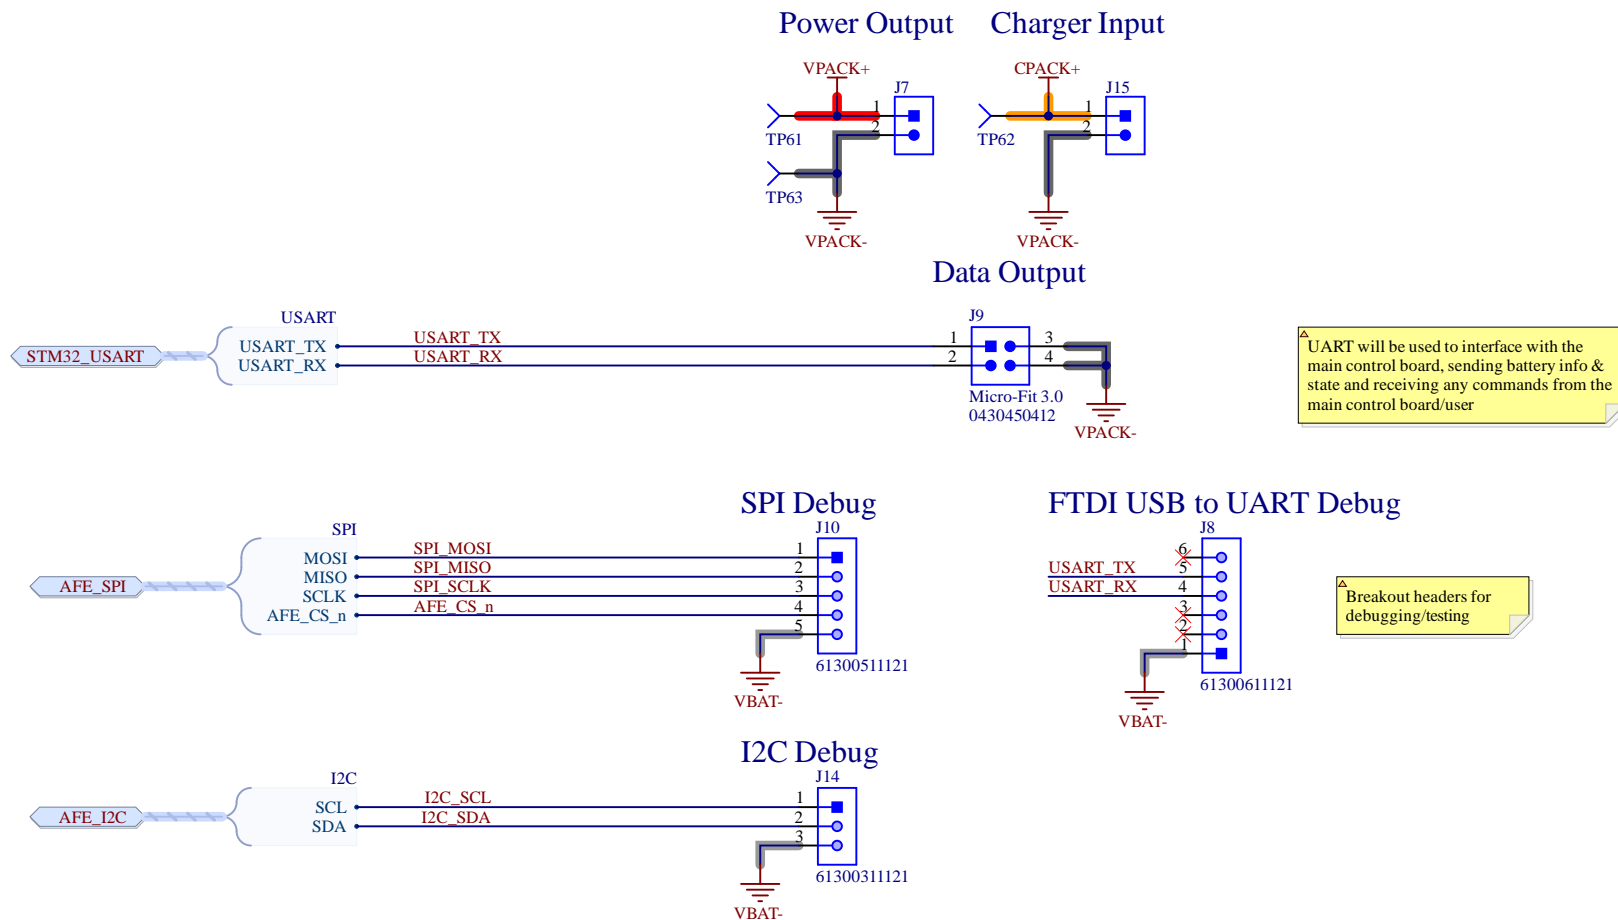 Power Output
Charger Input
VPACK+
CPACK+
J7
J15
1
2
1
2
TP61
TP62
TP63
VPACK-
VPACK-
Data Output
USART
J9
STM32_USART
USART_TX
USART_RX
USART_TX
USART_RX
1
2
3
4
Micro-Fit 3.0
0430450412
VPACK-
UART will be used to interface with the
main control board, sending battery info &
state and receiving any commands from the
main control board/user
SPI Debug
FTDI USB to UART Debug
SPI
J10
J8
AFE_SPI
MOSI
MISO
SCLK
AFE_CS_n
SPI_MOSI
SPI_MISO
SPI_SCLK
AFE_CS_n
1
2
3
4
5
61300511121
VBAT-
USART_TX
USART_RX
6
5
4
3
2
1
61300611121
VBAT-
Breakout headers for
debugging/testing
I2C Debug
I2C
J14
AFE_I2C
SCL
SDA
I2C_SCL
I2C_SDA
1
2
3
61300311121
VBAT-